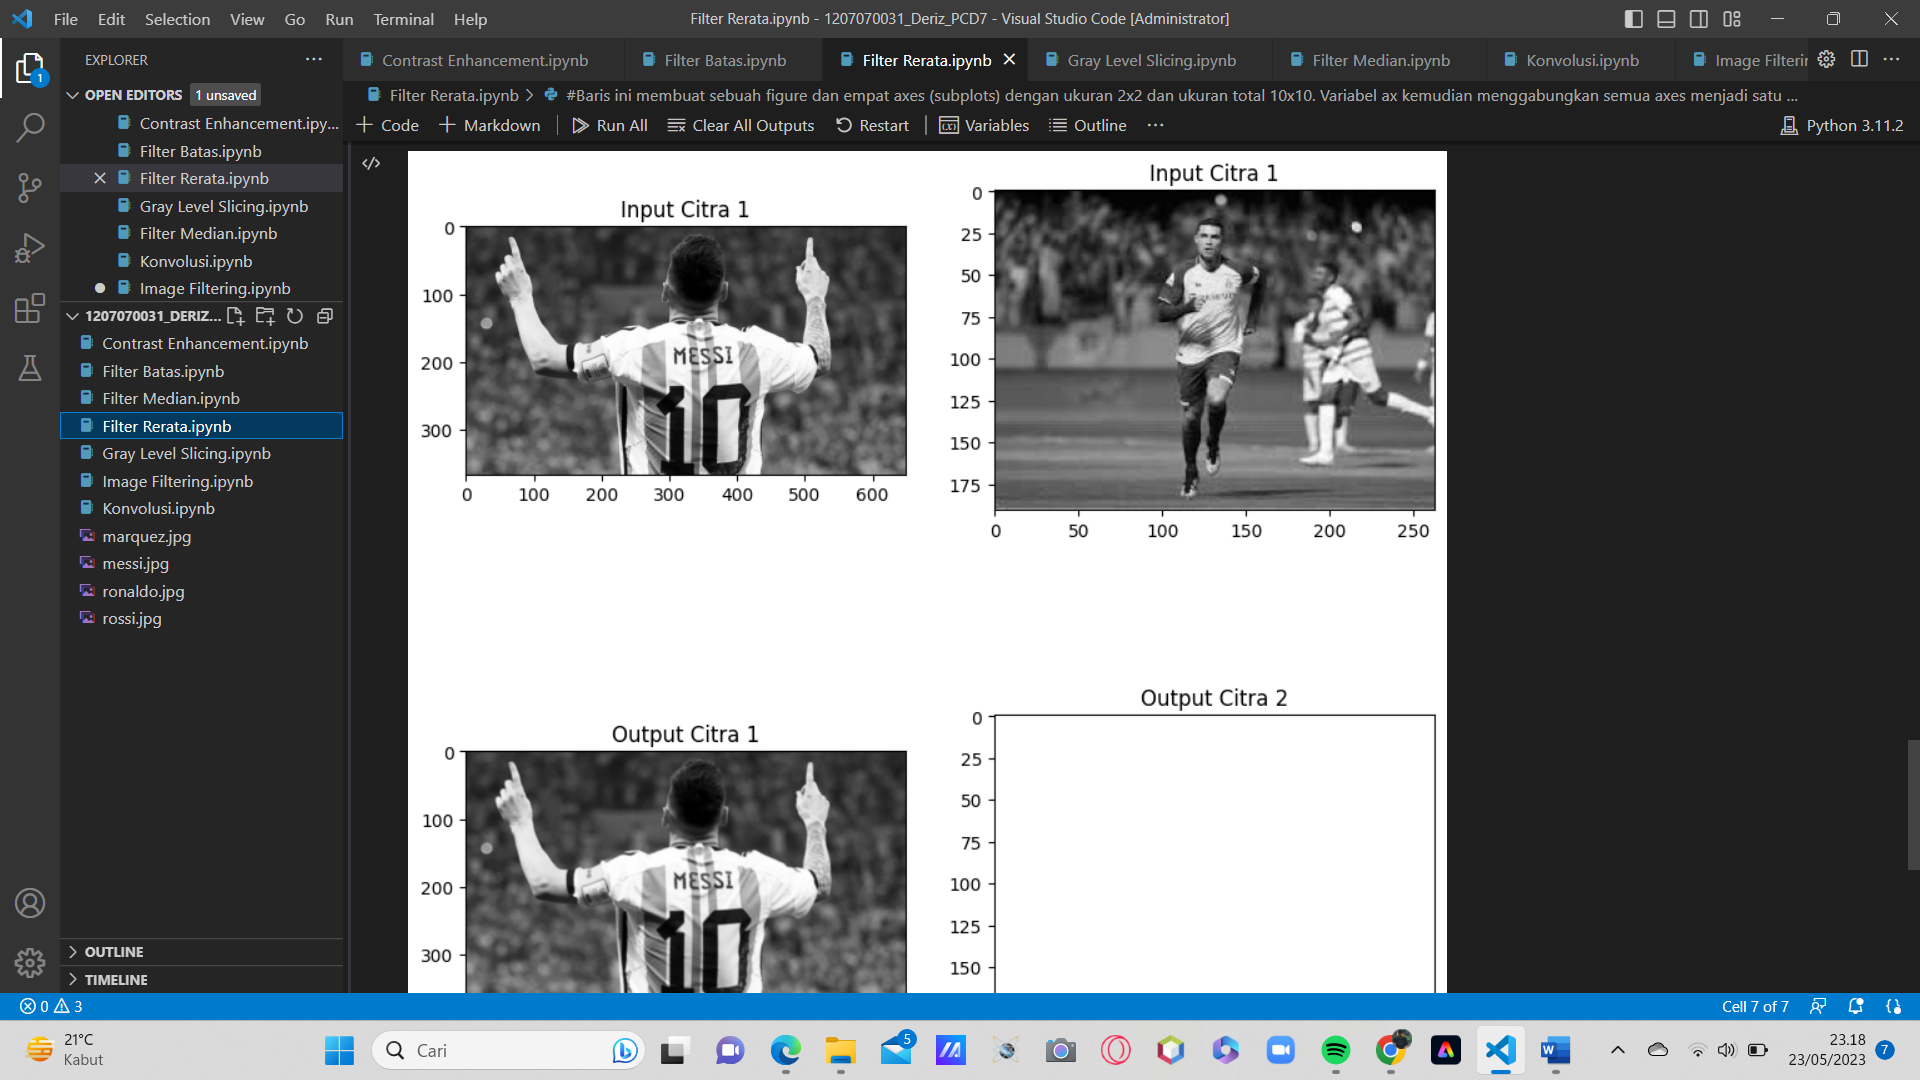 File Edit Selection View Go Run Terminal Help
Filter Rerata.ipynb - 1207070031_Deriz_PCD7 - Visual Studio Code [Administrator]
EXPLORER
OPEN EDITORS 1 unsaved
Contrast Enhancement.ipy...
Filter Batas.ipynb
Filter Rerata.ipynb
Gray Level Slicing.ipynb
Filter Median.ipynb
Konvolusi.ipynb
Image Filtering.ipynb
1207070031_DERIZ...
Contrast Enhancement.ipynb
Filter Batas.ipynb
Filter Median.ipynb
Filter Rerata.ipynb
Gray Level Slicing.ipynb
Image Filtering.ipynb
Konvolusi.ipynb
marquez.jpg
messi.jpg
ronaldo.jpg
rossi.jpg
OUTLINE
TIMELINE
1
Contrast Enhancement.ipynb Filter Batas.ipynb Filter Rerata.ipynb Gray Level Slicing.ipynb Filter Median.ipynb Konvolusi.ipynb Image Filterin
Filter Rerata.ipynb > #Baris ini membuat sebuah figure dan empat axes (subplots) dengan ukuran 2x2 dan ukuran total 10x10. Variabel ax kemudian menggabungkan semua axes menjadi satu ...
+ Code + Markdown Run All Clear All Outputs Restart Variables Outline ... Python 3.11.2
Input Citra 1
0
100
200
300
0 100 200 300 400 500 600
MESSI
10
Input Citra 1
0
25
50
75
100
125
150
175
0 50 100 150 200 250
Output Citra 1
0
100
200
300
MESSI
10
Output Citra 2
0
25
50
75
100
125
150
0 3
Cell 7 of 7
21°C
Kabut
Cari
5
23.18
23/05/2023
7